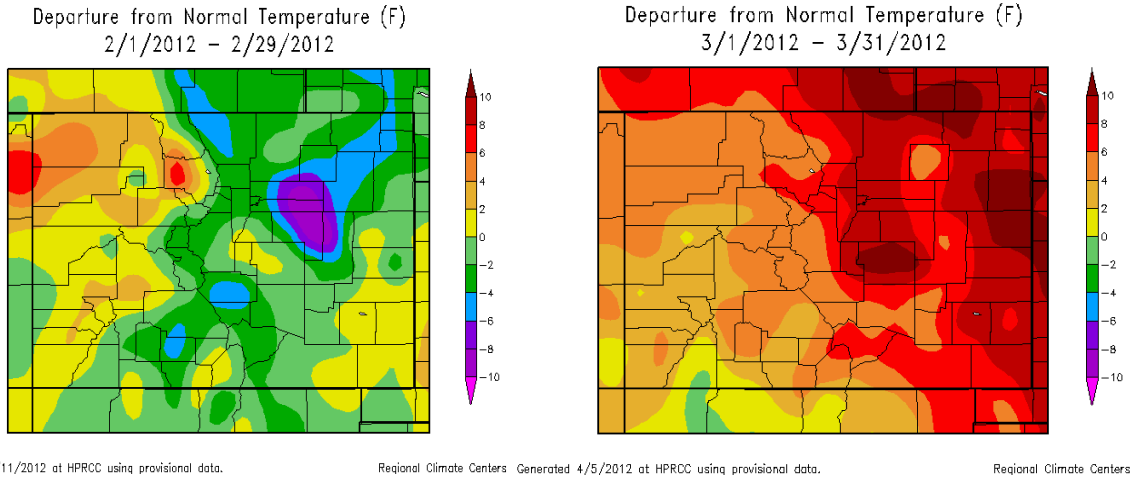 Departure from Normal Temperature (F)
2/1/2012 – 2/29/2012
10
8
6
4
2
0
-2
-4
-6
-8
-10
/11/2012 at HPRCC using provisional data.
Regional Climate Centers
Departure from Normal Temperature (F)
3/1/2012 – 3/31/2012
10
8
6
4
2
0
-2
-4
-6
-8
-10
Generated 4/5/2012 at HPRCC using provisional data.
Regional Climate Centers